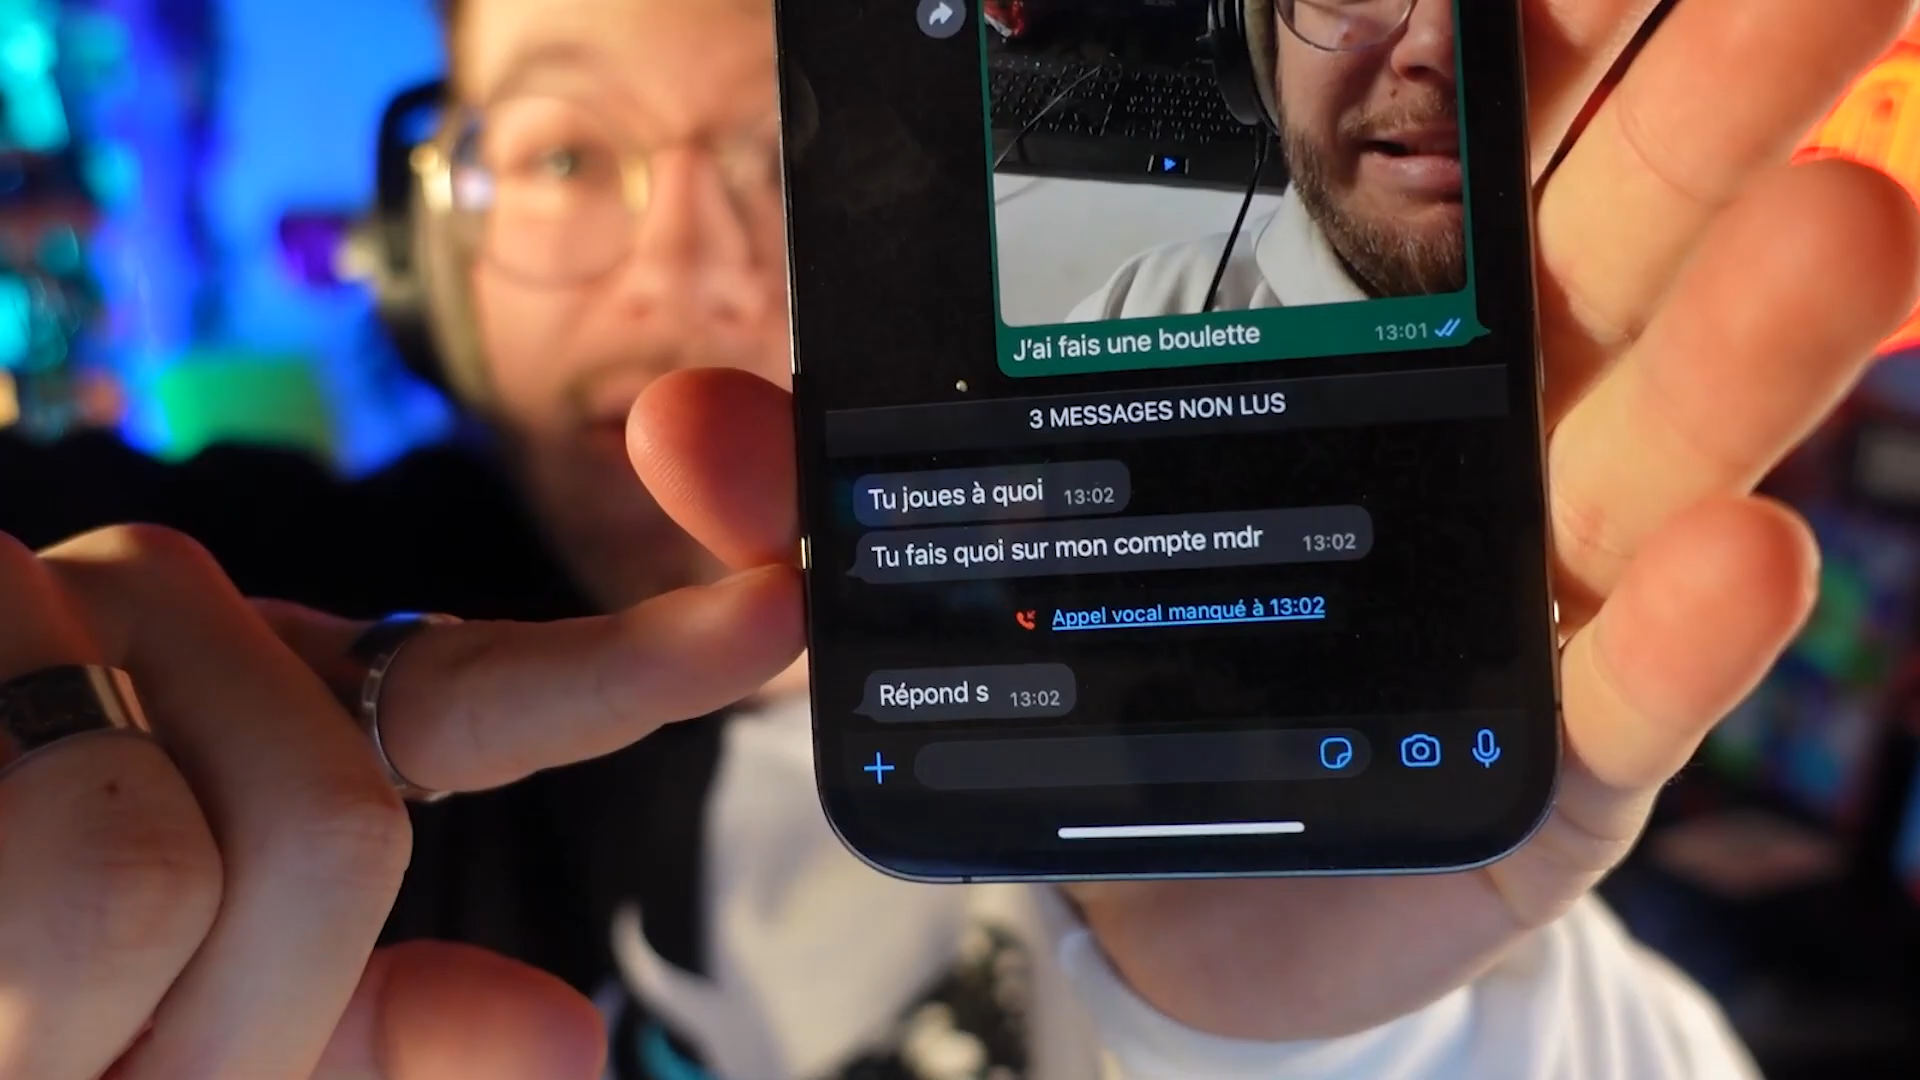 J'ai fais une boulette 13:01
3 MESSAGES NON LUS
Tu joues à quoi 13:02
Tu fais quoi sur mon compte mdr 13:02
Appel vocal manqué à 13:02
Répond s 13:02